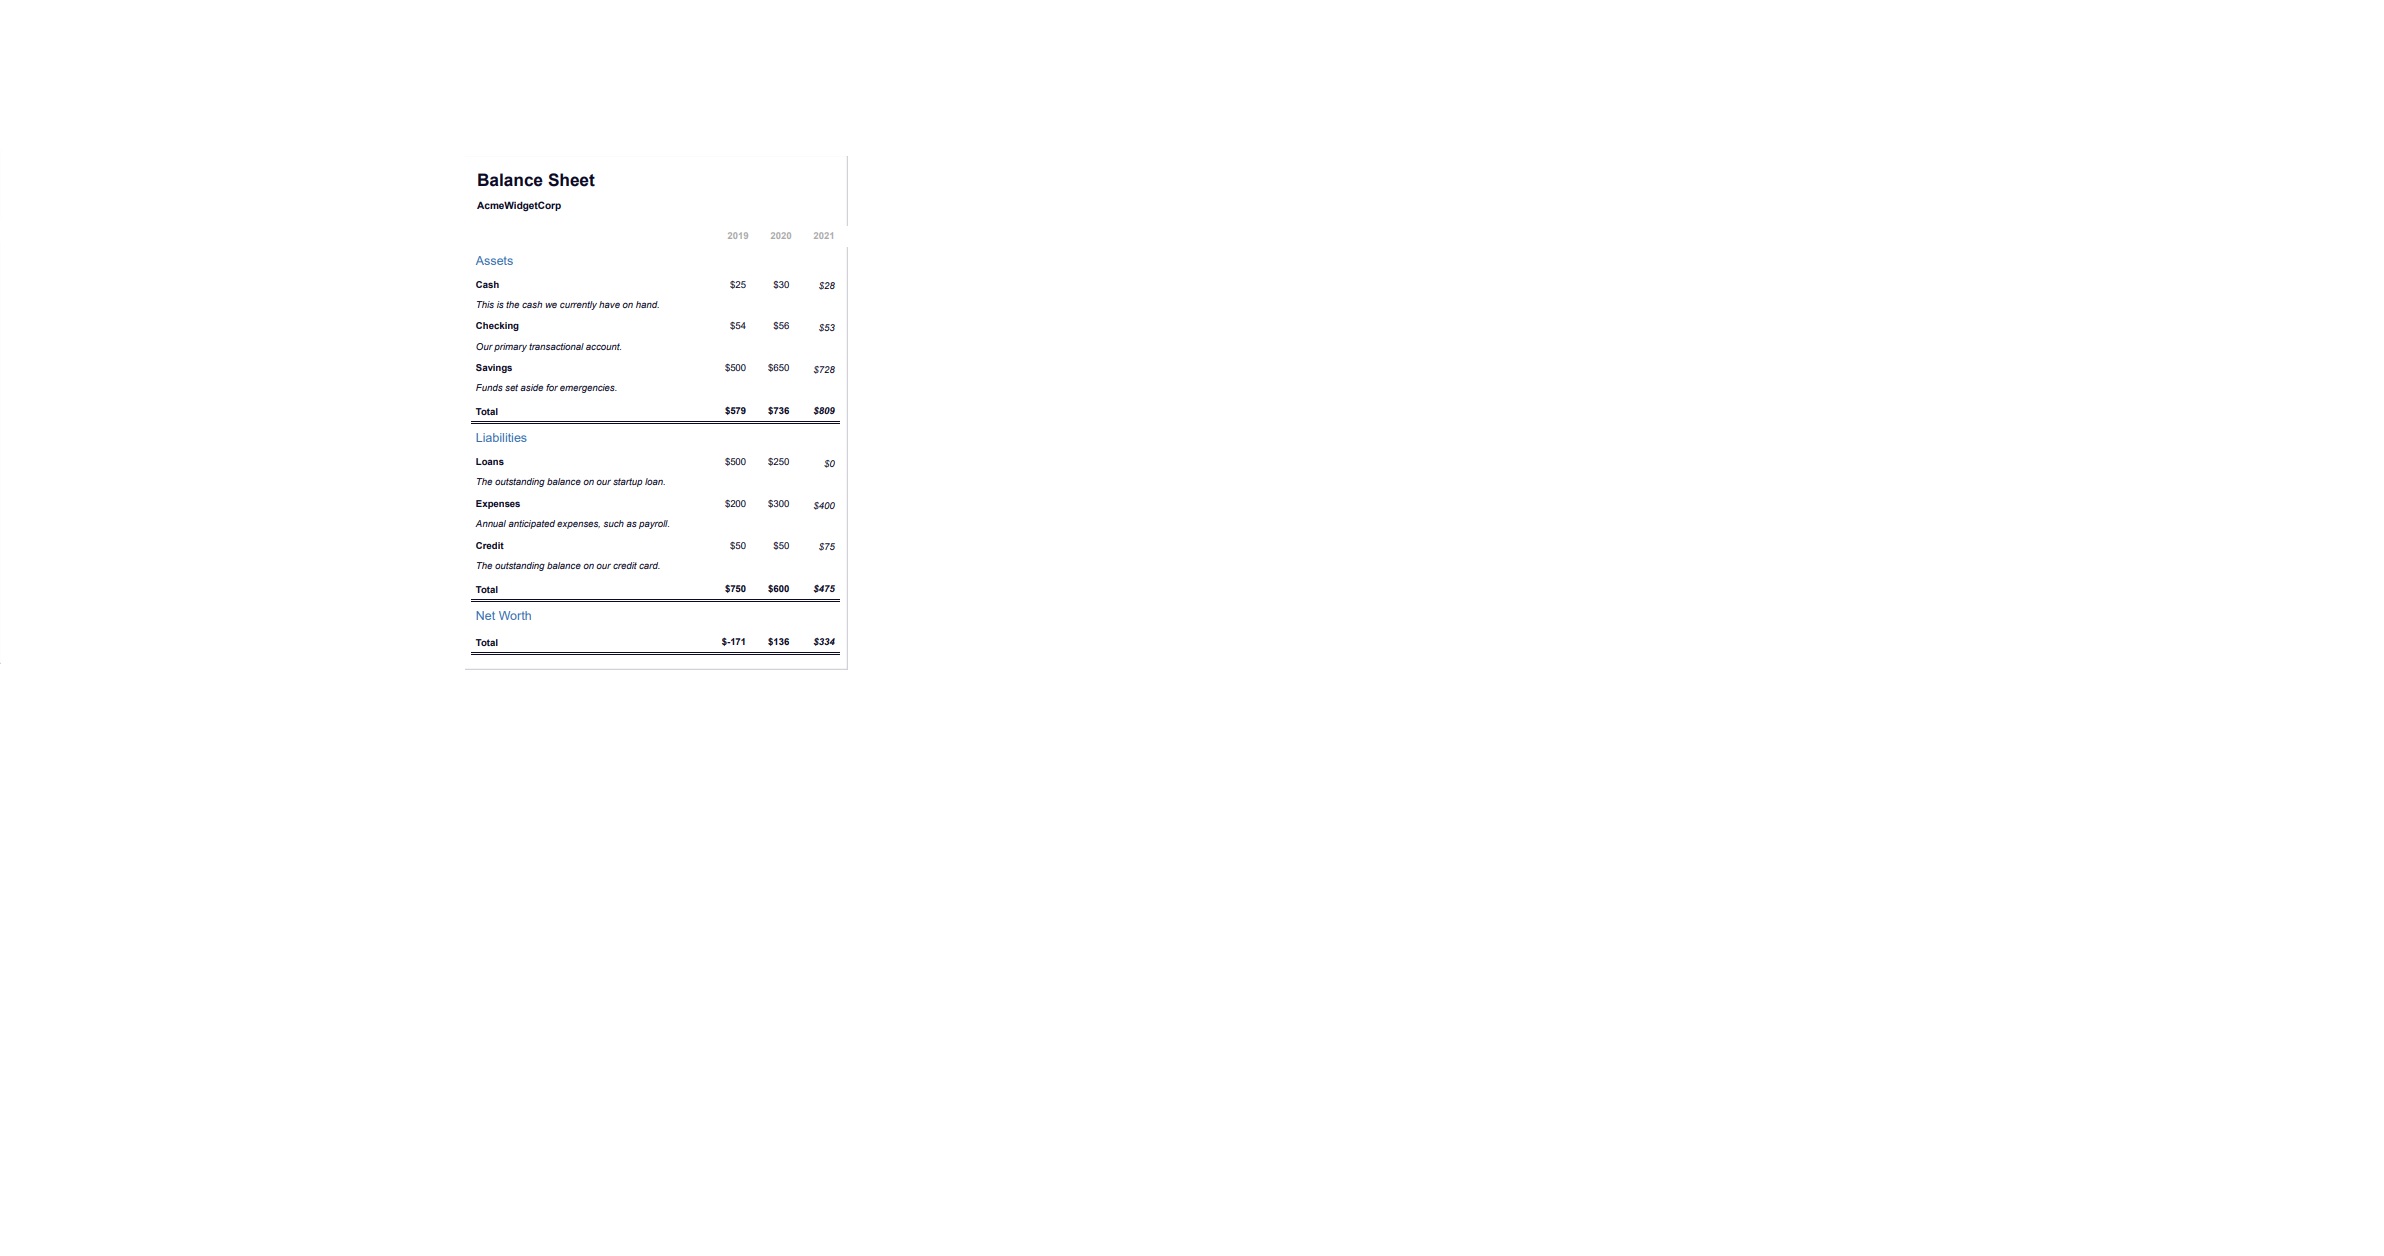 Balance Sheet
AcmeWidgetCorp
2019 2020 2021
Assets
Cash $25 $30 $28
This is the cash we currently have on hand.
Checking $54 $56 $53
Our primary transactional account.
Savings $500 $650 $728
Funds set aside for emergencies.
Total $579 $736 $809
Liabilities
Loans $500 $250 $0
The outstanding balance on our startup loan.
Expenses $200 $300 $400
Annual anticipated expenses, such as payroll.
Credit $50 $50 $75
The outstanding balance on our credit card.
Total $750 $600 $475
Net Worth
Total $-171 $136 $334